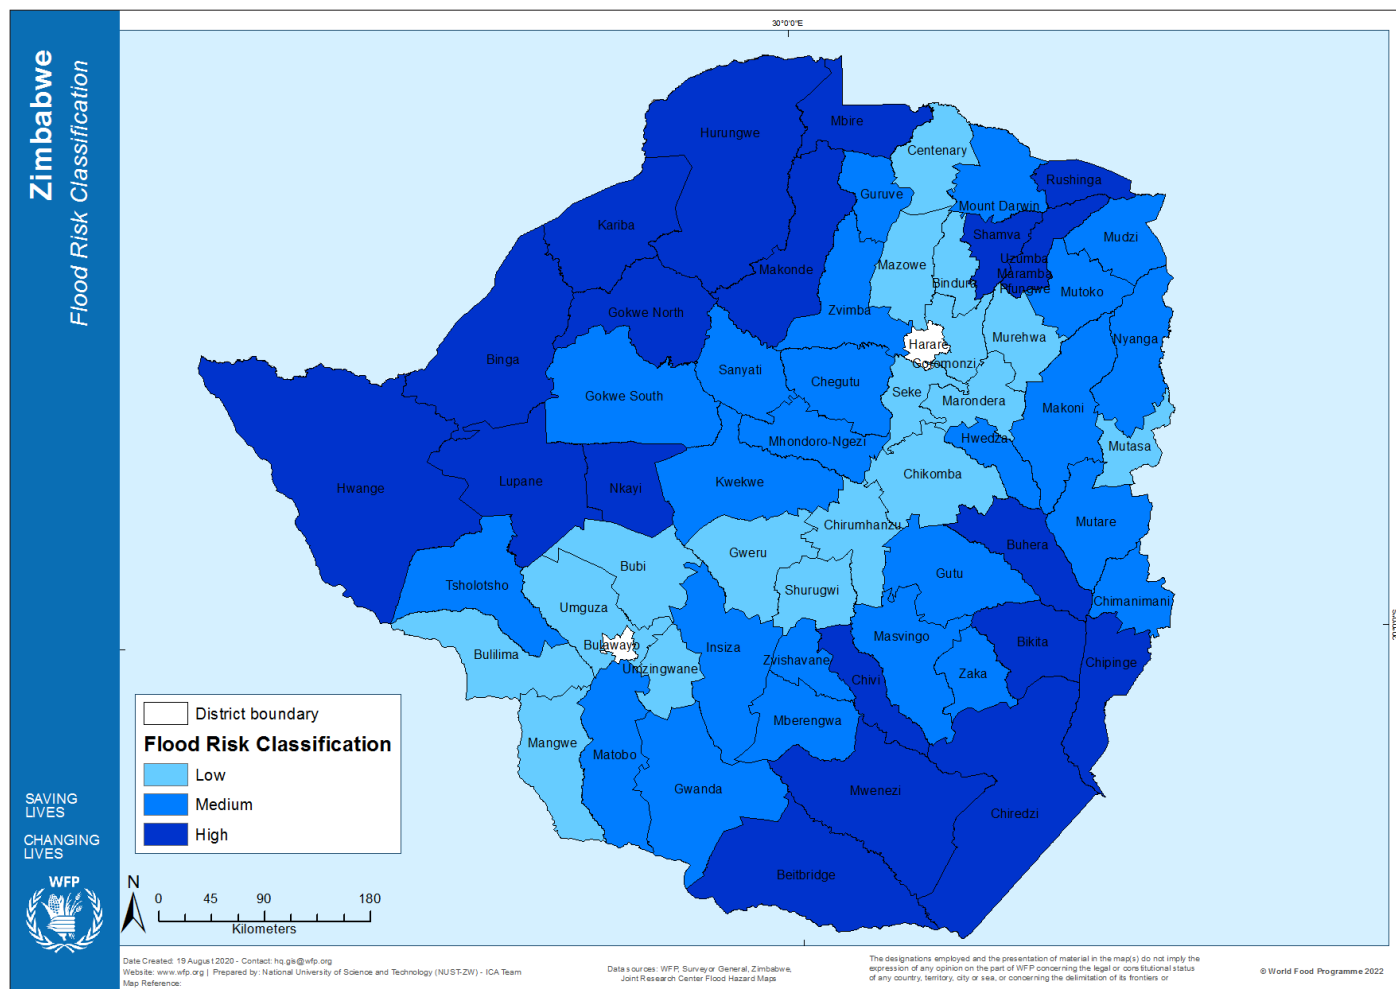 Zimbabwe
Flood Risk Classification
30°0'0"E
Hurungwe
Mbire
Centenary
Rushinga
Guruve
Mount Darwin
Kariba
Shamva
Mudzi
Mazowe
Uzumba
Maramba
Pfungwe
Makonde
Bindura
Mutoko
Gokwe North
Zvimba
Murehwa
Nyanga
Harare
Binga
Goromonzi
Sanyati
Chegutu
Seke
Gokwe South
Marondera
Makoni
Mhondoro-Ngezi
Hwedza
Mutasa
Hwange
Lupane
Nkayi
Kwekwe
Chikomba
Chirumhanzu
Mutare
Buhera
Gweru
Bubi
Gutu
Tsholotsho
Shurugwi
Umguza
Chimanimani
Bulawayo
Insiza
Masvingo
Bikita
Bulilima
Zvishavane
Chipinge
Umzingwane
Chivi
Zaka
Mberengwa
Mangwe
Matobo
Gwanda
Mwenezi
Chiredzi
Beitbridge
District boundary
Flood Risk Classification
Low
Medium
High
SAVING
LIVES
CHANGING
LIVES
WFP
N
0 45 90 180
Kilometers
Date Created: 19 August 2020 - Contact: hq.gis@wfp.org
Website: www.wfp.org | Prepared by: National University of Science and Technology (NUST-ZW) - ICA Team
Map Reference:
Data sources: WFP, Surveyor General, Zimbabwe,
Joint Research Center Flood Hazard Maps
The designations employed and the presentation of material in the map(s) do not imply the
expression of any opinion on the part of WFP concerning the legal or constitutional status
of any country, territory, city or sea, or concerning the delimitation of its frontiers or
© World Food Programme 2022